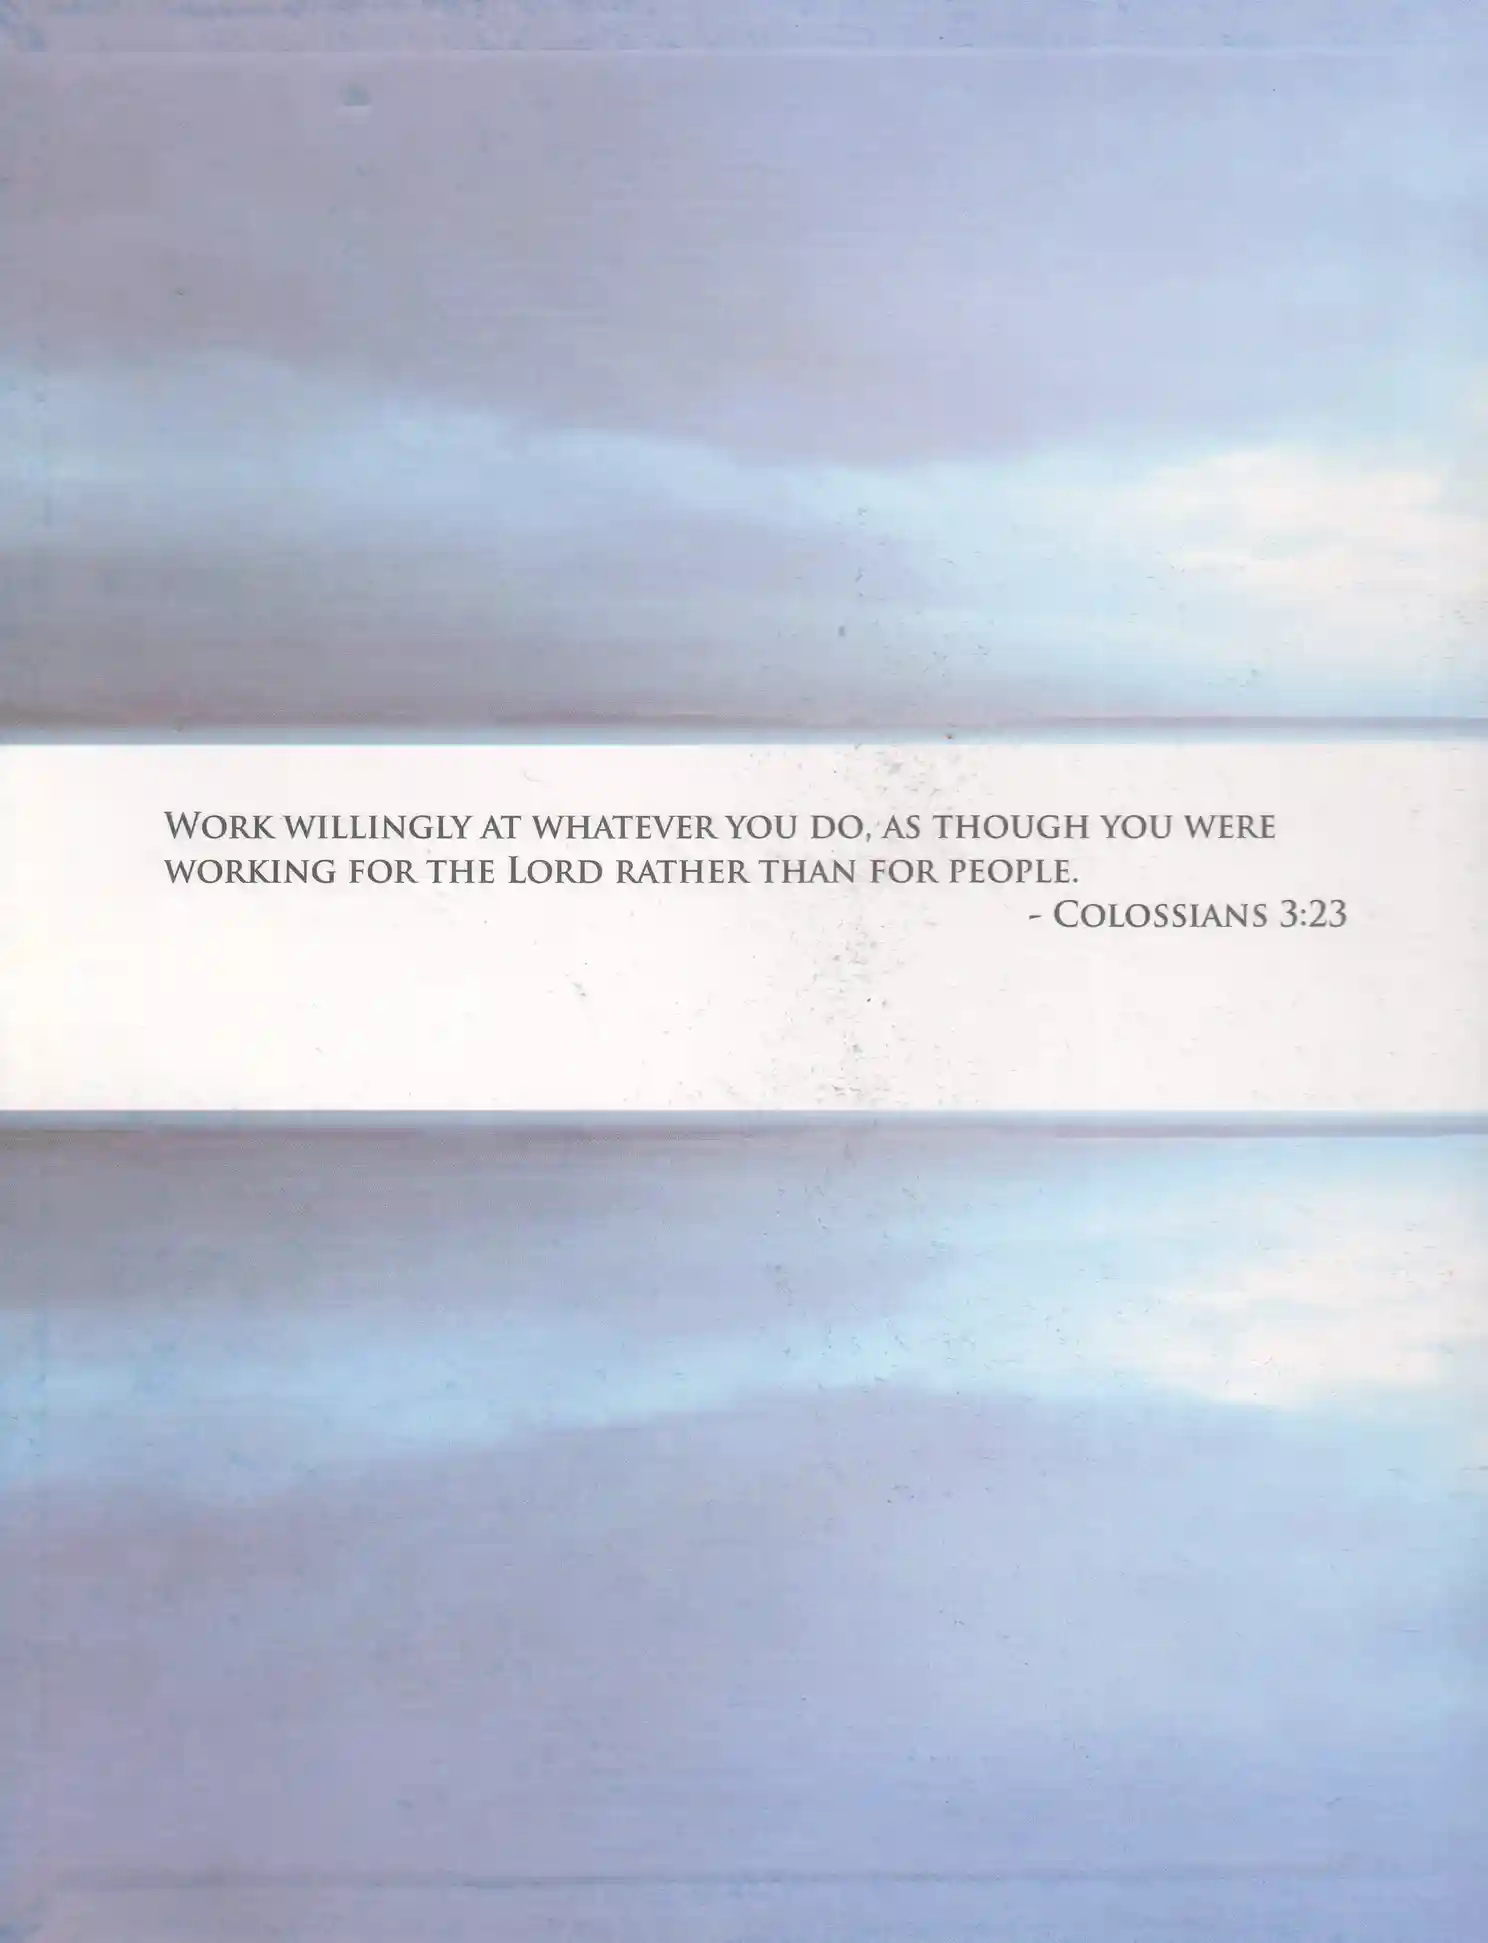 Work willingly at whatever you do, as though you were
working for the Lord rather than for people.
- Colossians 3:23